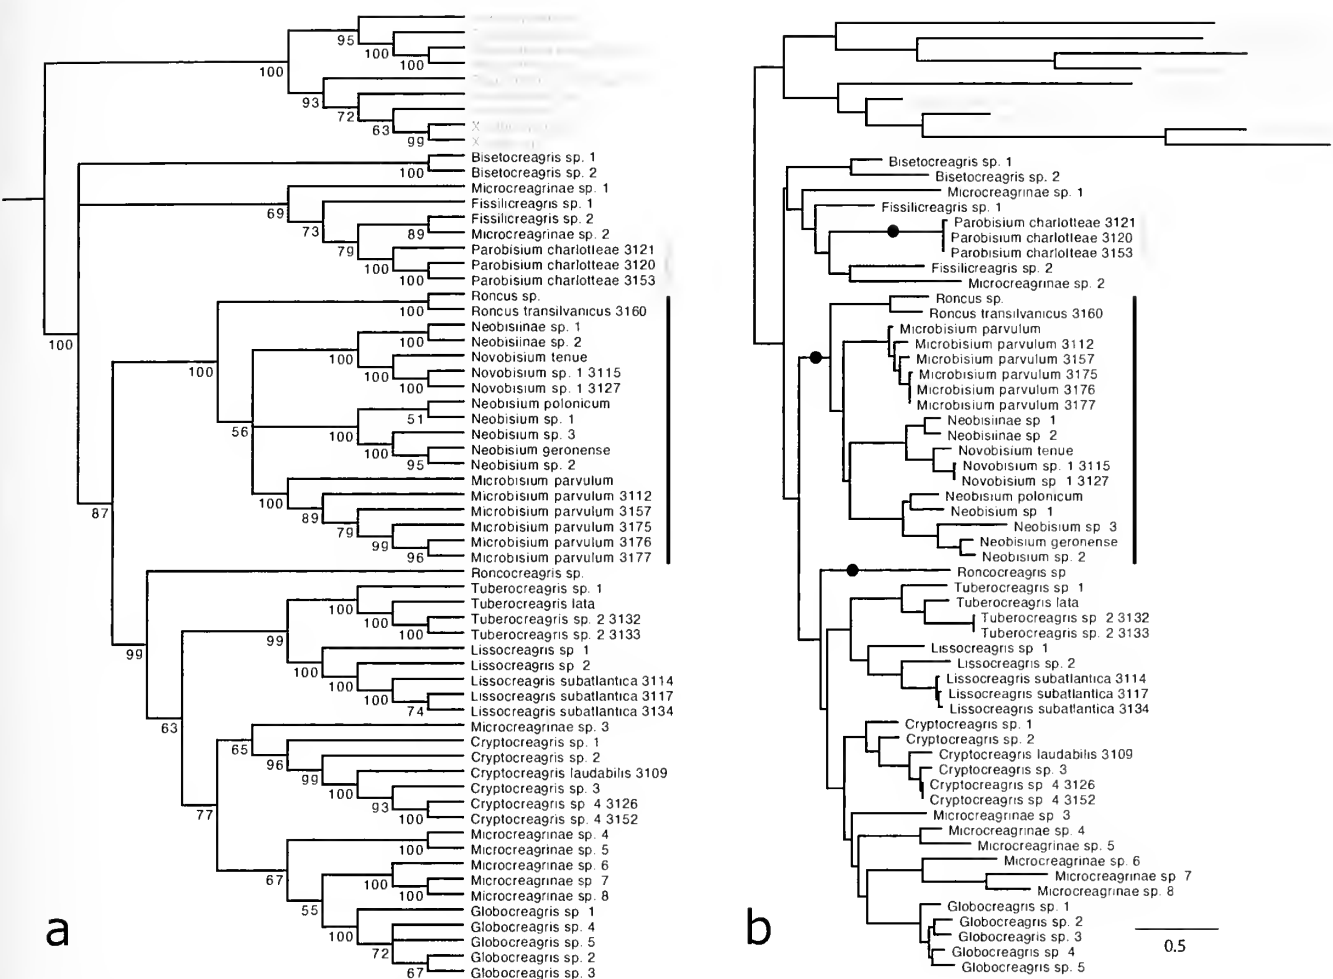 95
100
100
100
93
72
63
X
99
X
Bisetocreagris sp. 1
100
Bisetocreagris sp. 2
Microcreagrinae sp. 1
69
Fissilicreagris sp. 1
73
Fissilicreagris sp. 2
89
Microcreagrinae sp. 2
79
Parobisium charlotteae 3121
100
Parobisium charlotteae 3120
100
Parobisium charlotteae 3153
Roncus sp.
100
Roncus transilvanicus 3160
100
Neobisiinae sp. 1
100
Neobisiinae sp. 2
100
Novobisium tenue
100
Novobisium sp. 1 3115
100
Novobisium sp. 1 3127
100
Neobisium polonicum
51
Neobisium sp. 1
56
100
Neobisium sp. 3
100
Neobisium geronense
95
Neobisium sp. 2
Microbisium parvulum
100
Microbisium parvulum 3112
89
Microbisium parvulum 3157
87
79
Microbisium parvulum 3175
99
Microbisium parvulum 3176
96
Microbisium parvulum 3177
Roncocreagris sp.
Tuberocreagris sp. 1
100
Tuberocreagris lata
100
Tuberocreagris sp. 2 3132
100
Tuberocreagris sp. 2 3133
99
99
Lissocreagris sp 1
100
Lissocreagris sp 2
100
Lissocreagris subatlantica 3114
100
Lissocreagris subatlantica 3117
74
Lissocreagris subatlantica 3134
63
Microcreagrinae sp. 3
65
Cryptocreagris sp. 1
96
Cryptocreagris sp. 2
99
Cryptocreagris laudabilis 3109
100
Cryptocreagris sp. 3
93
Cryptocreagris sp. 4 3126
100
Cryptocreagris sp. 4 3152
77
Microcreagrinae sp. 4
100
Microcreagrinae sp. 5
Microcreagrinae sp. 6
67
100
Microcreagrinae sp 7
100
Microcreagrinae sp. 8
55
Globocreagris sp 1
100
Globocreagris sp. 4
Globocreagris sp. 5
72
Globocreagris sp. 2
67
Globocreagris sp. 3
a
Bisetocreagris sp. 1
Bisetocreagris sp. 2
Microcreagrinae sp. 1
Fissilicreagris sp. 1
Parobisium charlotteae 3121
Parobisium charlotteae 3120
Parobisium charlotteae 3153
Fissilicreagris sp. 2
Microcreagrinae sp. 2
Roncus sp.
Roncus transilvanicus 3160
Microbisium parvulum
Microbisium parvulum 3112
Microbisium parvulum 3157
Microbisium parvulum 3175
Microbisium parvulum 3176
Microbisium parvulum 3177
Neobisiinae sp 1
Neobisiinae sp 2
Novobisium tenue
Novobisium sp. 1 3115
Novobisium sp. 1 3127
Neobisium polonicum
Neobisium sp 1
Neobisium sp 3
Neobisium geronense
Neobisium sp. 2
Roncocreagris sp
Tuberocreagris sp 1
Tuberocreagris lata
Tuberocreagris sp 2 3132
Tuberocreagris sp. 2 3133
Lissocreagris sp 1
Lissocreagris sp. 2
Lissocreagris subatlantica 3114
Lissocreagris subatlantica 3117
Lissocreagris subatlantica 3134
Cryptocreagris sp. 1
Cryptocreagris sp. 2
Cryptocreagris laudabilis 3109
Cryptocreagris sp. 3
Cryptocreagris sp 4 3126
Cryptocreagris sp 4 3152
Microcreagrinae sp 3
Microcreagrinae sp. 4
Microcreagrinae sp. 5
Microcreagrinae sp. 6
Microcreagrinae sp 7
Microcreagrinae sp. 8
Globocreagris sp. 1
Globocreagris sp. 2
Globocreagris sp. 3
Globocreagris sp 4
Globocreagris sp. 5
b
0.5